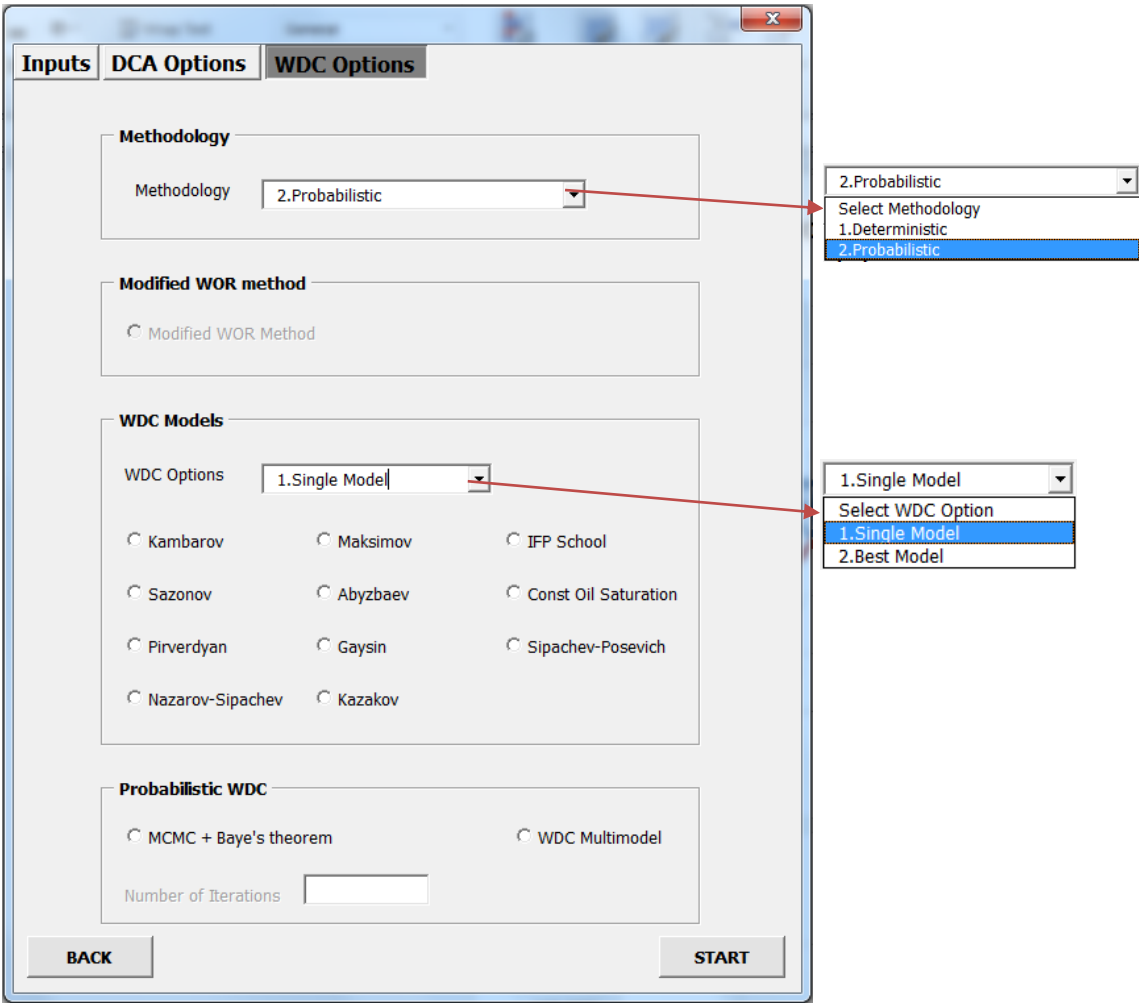 Inputs DCA Options WDC Options
Methodology
Methodology 2.Probabilistic
2.Probabilistic
Select Methodology
1.Deterministic
2.Probabilistic
Modified WOR method
Modified WOR Method
WDC Models
WDC Options 1.Single Model
1.Single Model
Select WDC Option
1.Single Model
2.Best Model
Kambarov Maksimov IFP School
Sazonov Abyzbaev Const Oil Saturation
Pirverdyan Gaysin Sipachev-Posevich
Nazarov-Sipachev Kazakov
Probabilistic WDC
MCMC + Baye's theorem WDC Multimodel
Number of Iterations
BACK START